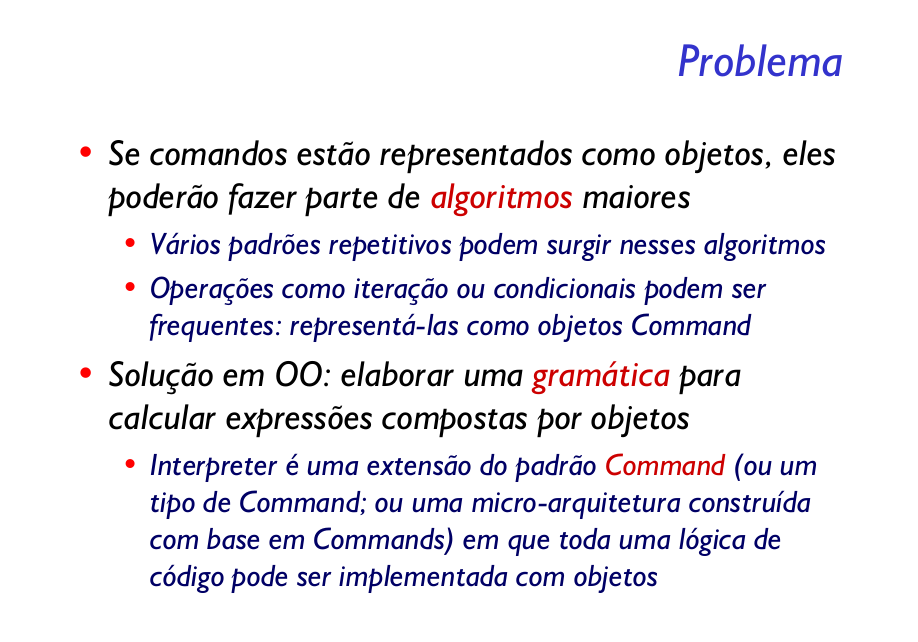 Problema
• Se comandos estão representados como objetos, eles
poderão fazer parte de algoritmos maiores
• Vários padrões repetitivos podem surgir nesses algoritmos
• Operações como iteração ou condicionais podem ser
frequentes: representá-las como objetos Command
• Solução em OO: elaborar uma gramática para
calcular expressões compostas por objetos
• Interpreter é uma extensão do padrão Command (ou um
tipo de Command; ou uma micro-arquitetura construída
com base em Commands) em que toda uma lógica de
código pode ser implementada com objetos